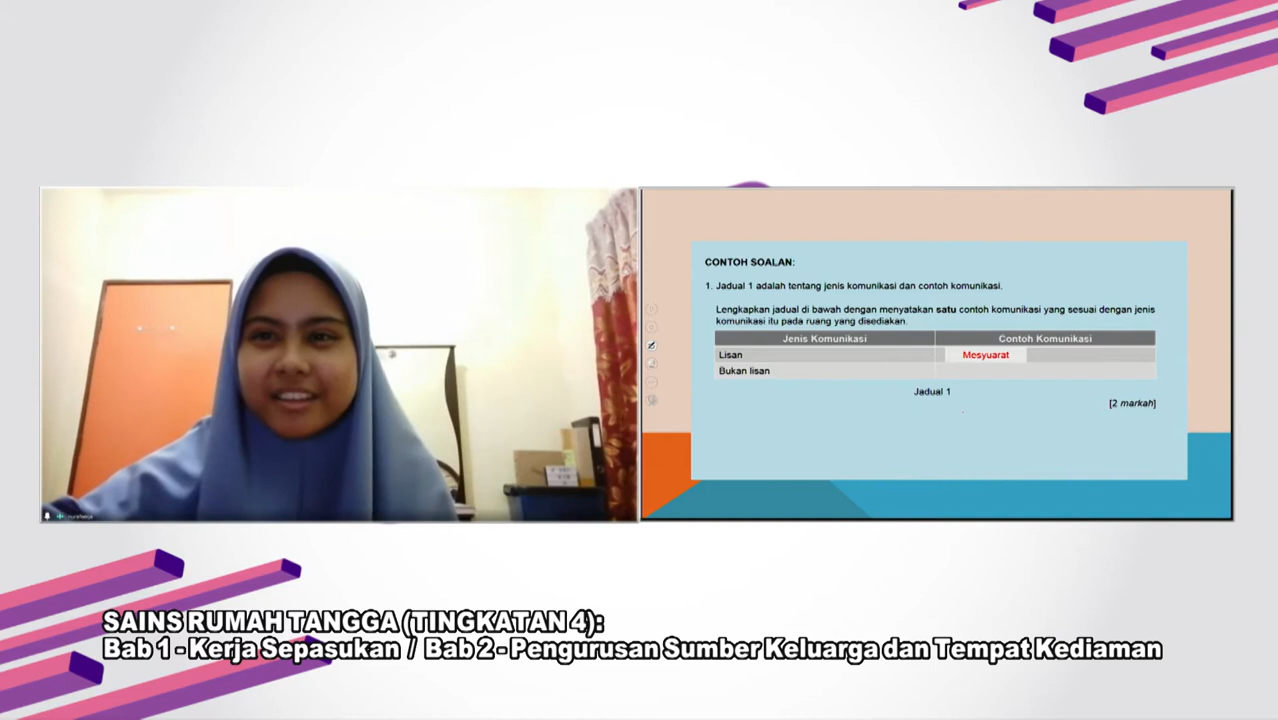 CONTOH SOALAN:
1. Jadual 1 adalah tentang jenis komunikasi dan contoh komunikasi.
Lengkapkan jadual di bawah dengan menyatakan satu contoh komunikasi yang sesuai dengan jenis
komunikasi itu pada ruang yang disediakan.
Jenis Komunikasi Contoh Komunikasi
Lisan Mesyuarat
Bukan lisan
Jadual 1
[2 markah]
SAINS RUMAH TANGGA (TINGKATAN 4):
Bab 1 - Kerja Sepasukan / Bab 2 - Pengurusan Sumber Keluarga dan Tempat Kediaman